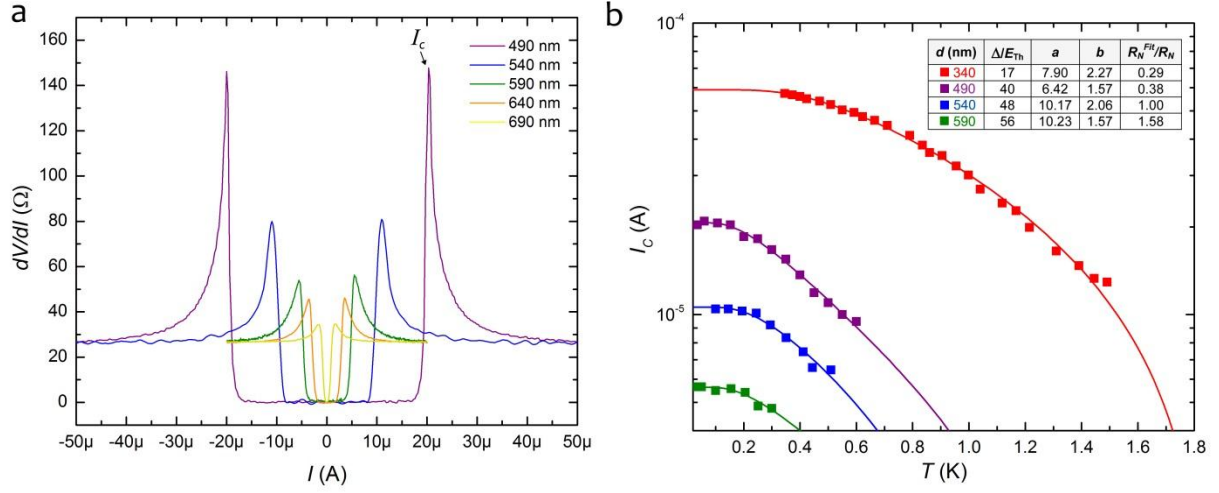 a
160
140
120
100
80
60
40
20
0
dV/dI (Ω)
-50μ -40μ -30μ -20μ -10μ 0 10μ 20μ 30μ 40μ 50μ
I (A)
I_c
490 nm
540 nm
590 nm
640 nm
690 nm
b
10⁻⁴
10⁻⁵
I_C (A)
0.2 0.4 0.6 0.8 1.0 1.2 1.4 1.6 1.8
T (K)
d (nm) Δ/E_Th a b R_N^Fit/R_N
340 17 7.90 2.27 0.29
490 40 6.42 1.57 0.38
540 48 10.17 2.06 1.00
590 56 10.23 1.57 1.58